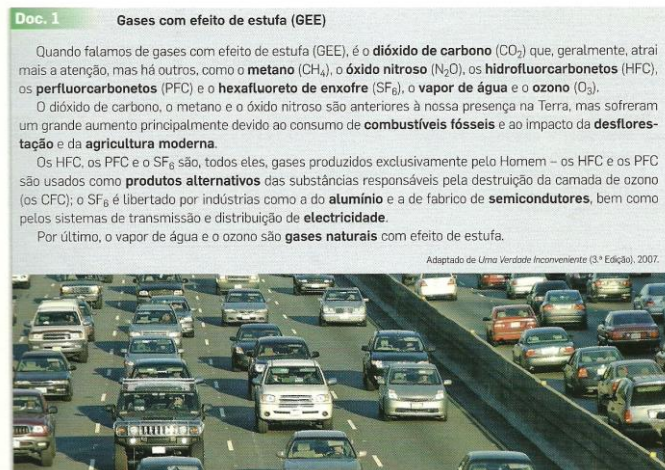 Doc. 1
Gases com efeito de estufa (GEE)
Quando falamos de gases com efeito de estufa (GEE), é o dióxido de carbono (CO₂) que, geralmente, atrai
mais a atenção, mas há outros, como o metano (CH₄), o óxido nitroso (N₂O), os hidrofluorcarbonetos (HFC),
os perfluorcarbonetos (PFC) e o hexafluoreto de enxofre (SF₆), o vapor de água e o ozono (O₃).
O dióxido de carbono, o metano e o óxido nitroso são anteriores à nossa presença na Terra, mas sofreram
um grande aumento principalmente devido ao consumo de combustíveis fósseis e ao impacto da desflores-
tação e da agricultura moderna.
Os HFC, os PFC e o SF₆ são, todos eles, gases produzidos exclusivamente pelo Homem – os HFC e os PFC
são usados como produtos alternativos das substâncias responsáveis pela destruição da camada de ozono
(os CFC); o SF₆ é libertado por indústrias como a do alumínio e a de fabrico de semicondutores, bem como
pelos sistemas de transmissão e distribuição de electricidade.
Por último, o vapor de água e o ozono são gases naturais com efeito de estufa.
Adaptado de Uma Verdade Inconveniente (3.ª Edição), 2007.